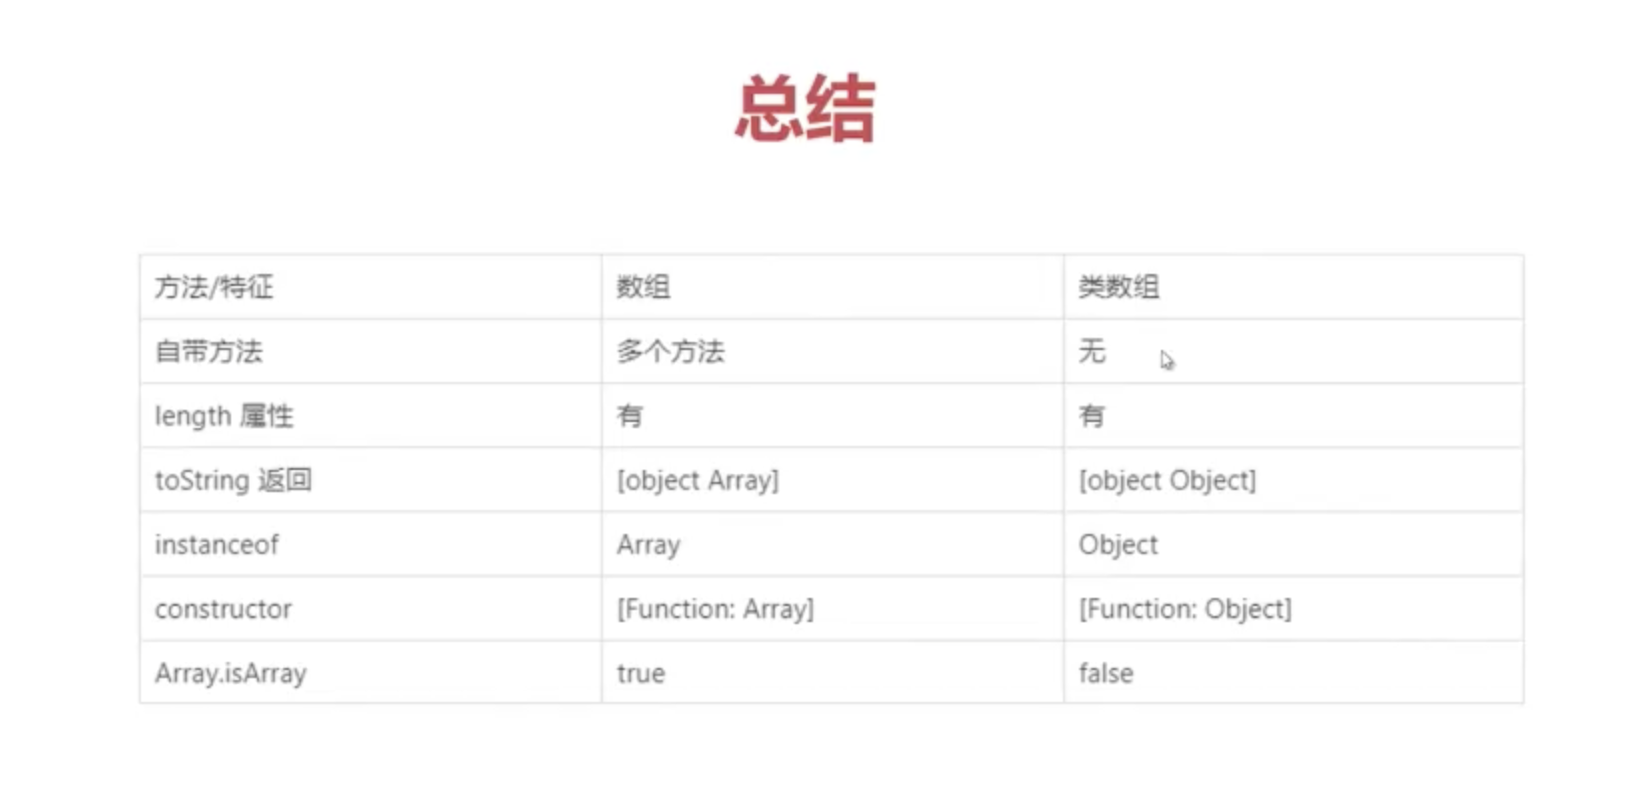 总结
方法/特征 数组 类数组
自带方法 多个方法 无
length 属性 有 有
toString 返回 [object Array] [object Object]
instanceof Array Object
constructor [Function: Array] [Function: Object]
Array.isArray true false